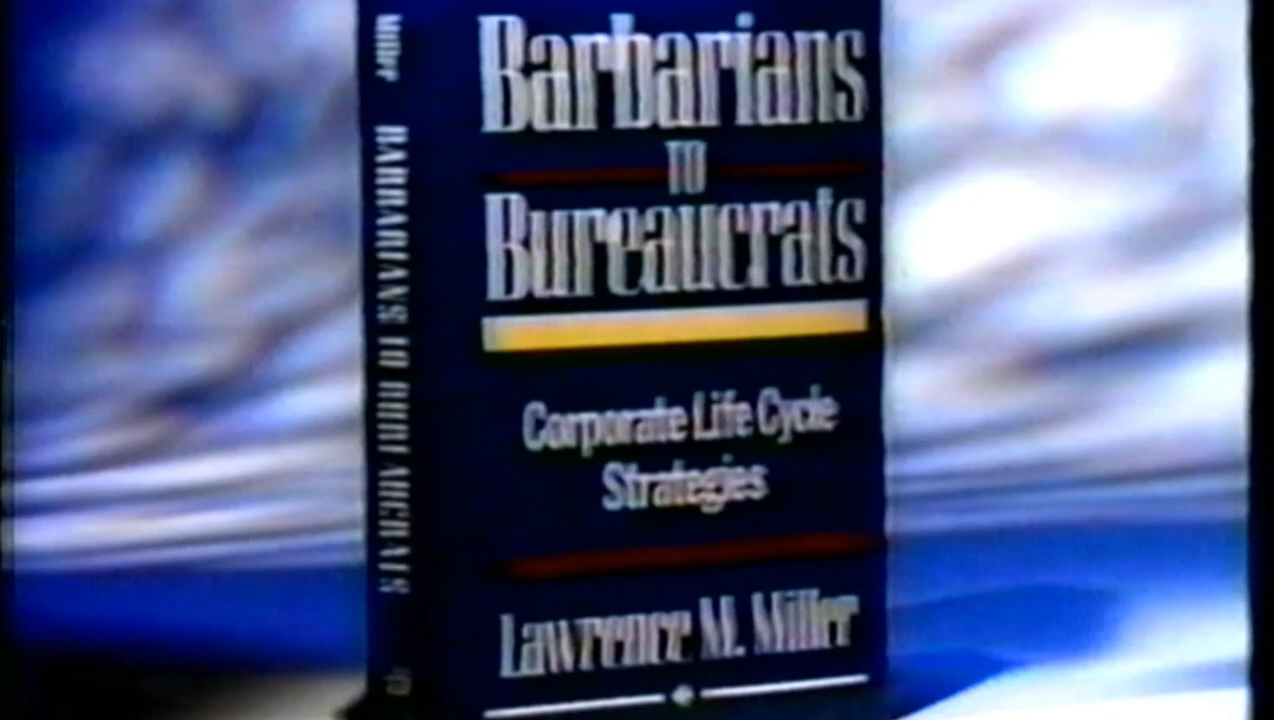 Miller BARBARIANS TO BUREAUCRATS
Barbarians
TO
Bureaucrats
Corporate Life Cycle
Strategies
Lawrence M. Miller